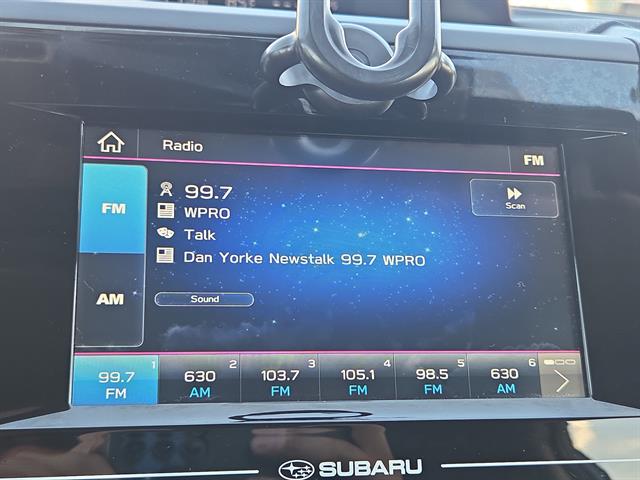 Radio
FM
FM
AM
99.7
WPRO
Talk
Dan Yorke Newstalk 99.7 WPRO
Scan
Sound
1
99.7
FM
2
630
AM
3
103.7
FM
4
105.1
FM
5
98.5
FM
6
630
AM
SUBARU